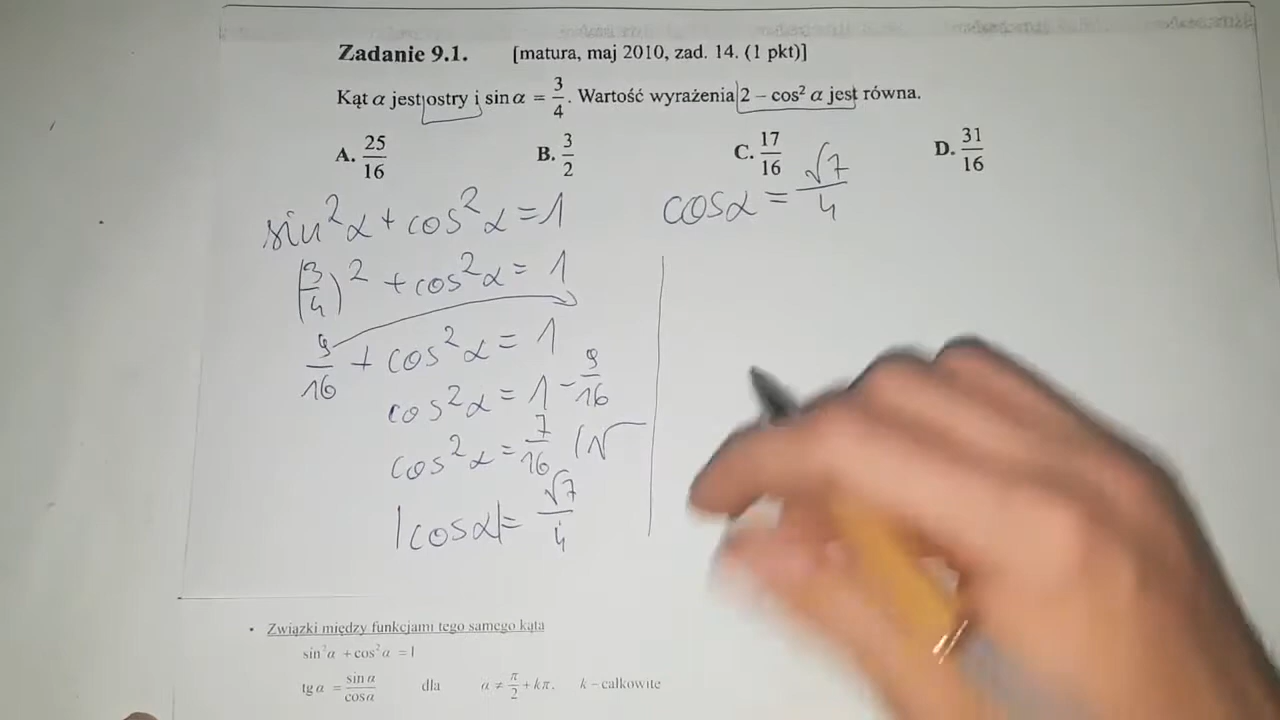 Zadanie 9.1. [matura, maj 2010, zad. 14. (1 pkt)]
Kąt α jest ostry i sin α = 3/4. Wartość wyrażenia 2 – cos² α jest równa.
A. 25/16 B. 3/2 C. 17/16 D. 31/16
sin²α + cos²α = 1
cosα = √7/4
(3/4)² + cos²α = 1
9/16 + cos²α = 1
cos²α = 1 - 9/16
cos²α = 7/16 |√
|cosα| = √7/4
• Związki między funkcjami tego samego kąta
sin²α + cos²α = 1
tg α = sin α/cos α dla α ≠ π/2 + kπ, k – całkowite